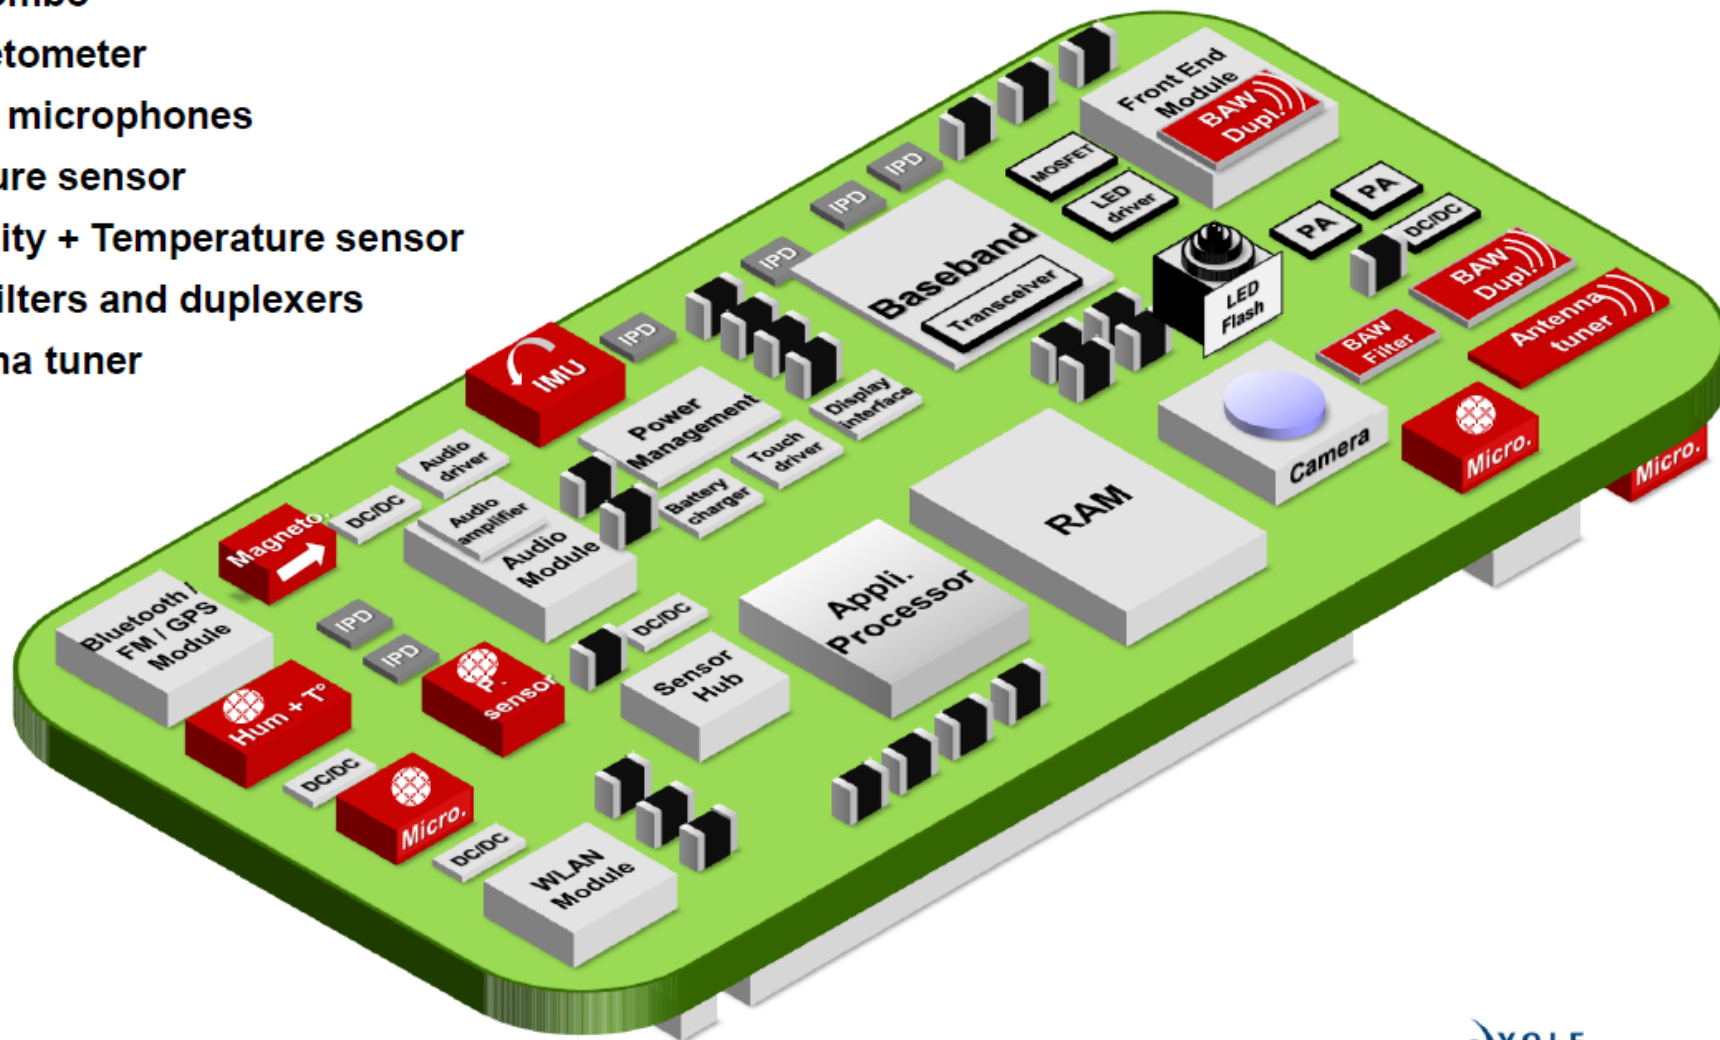 etometer
microphones
ure sensor
ity + Temperature sensor
ilters and duplexers
na tuner
Front End
Module
BAW
Dupl.
MOSFET
LED
driver
IPD
IPD
IPD
IPD
PA
PA
DC/DC
Baseband
Transceiver
LED
Flash
BAW
Dupl.
Antenna
tuner
BAW
Filter
IMU
Power
Management
Display
interface
Touch
driver
Battery
charger
Camera
Micro.
Micro.
Audio
driver
DC/DC
Audio
amplifier
Audio
Module
RAM
Magneto.
Appli.
Processor
Bluetooth /
FM / GPS
Module
IPD
IPD
DC/DC
Sensor
Hub
P.
sensor
Hum + T°
DC/DC
Micro.
DC/DC
WLAN
Module